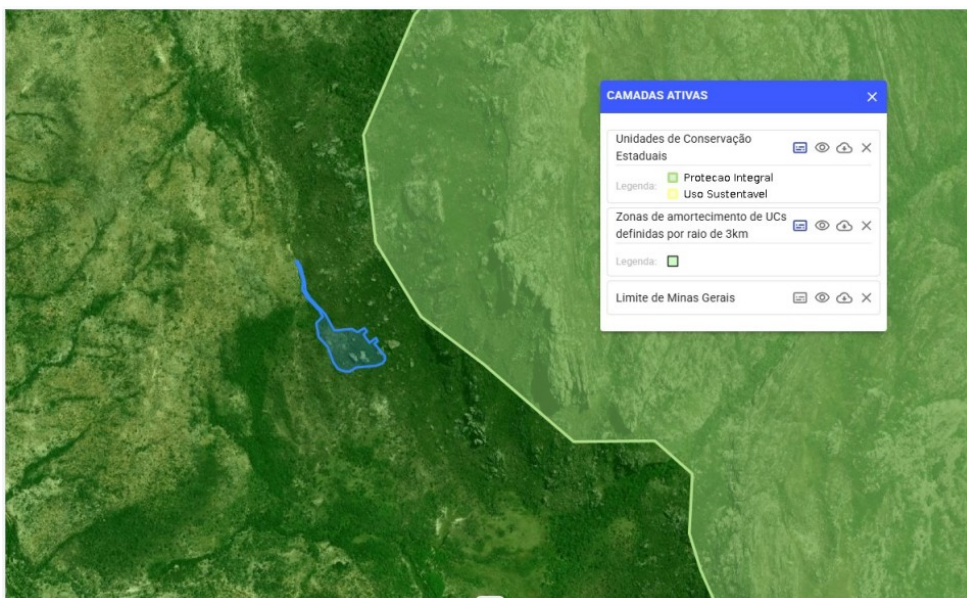 CAMADAS ATIVAS
Unidades de Conservação
Estaduais
Legenda:
Protecao Integral
Uso Sustentavel
Zonas de amortecimento de UCs
definidas por raio de 3km
Legenda:
Limite de Minas Gerais